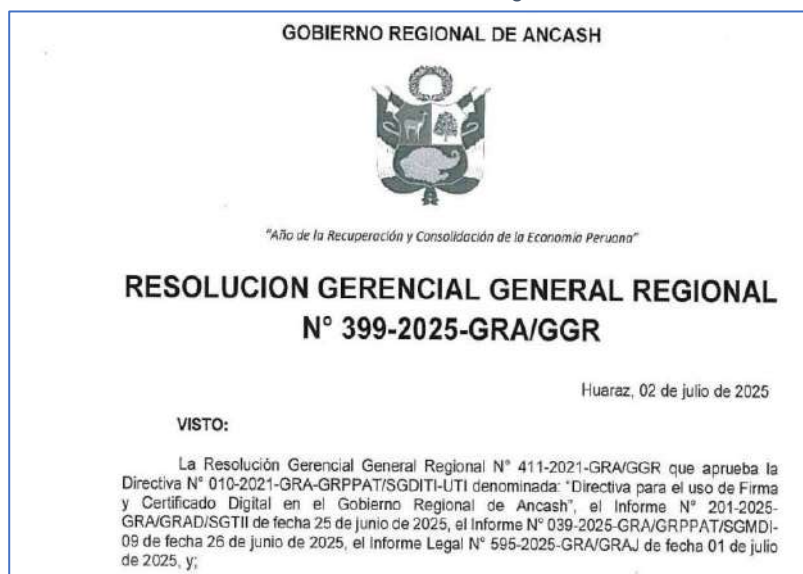 GOBIERNO REGIONAL DE ANCASH
"Año de la Recuperación y Consolidación de la Economía Peruana"
RESOLUCION GERENCIAL GENERAL REGIONAL
N° 399-2025-GRA/GGR
Huaraz, 02 de julio de 2025
VISTO:
La Resolución Gerencial General Regional N° 411-2021-GRA/GGR que aprueba la
Directiva N° 010-2021-GRA-GRPPAT/SGDITI-UTI denominada: "Directiva para el uso de Firma
y Certificado Digital en el Gobierno Regional de Ancash", el Informe N° 201-2025-
GRA/GRAD/SGTII de fecha 25 de junio de 2025, el Informe N° 039-2025-GRA/GRPPAT/SGMDI-
09 de fecha 26 de junio de 2025, el Informe Legal N° 595-2025-GRA/GRAJ de fecha 01 de julio
de 2025, y;